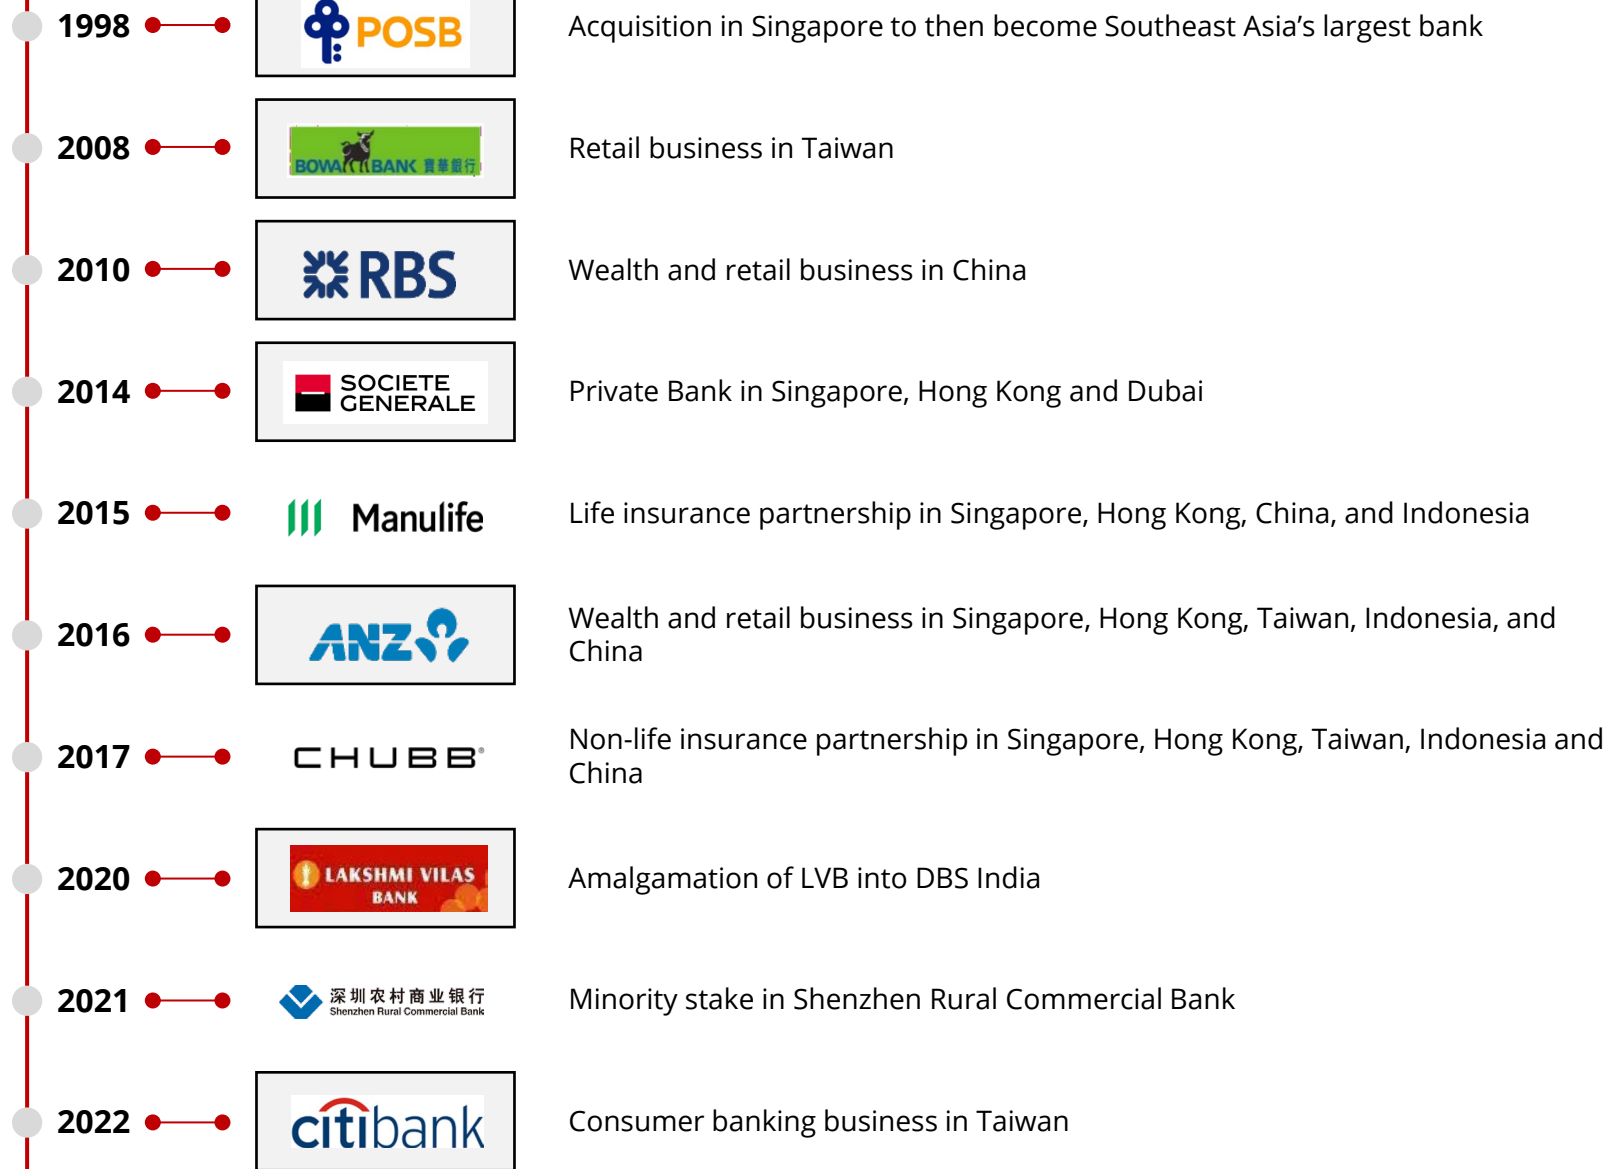 1998
POSB
Acquisition in Singapore to then become Southeast Asia’s largest bank
2008
BOWA BANK 寶華銀行
Retail business in Taiwan
2010
RBS
Wealth and retail business in China
2014
SOCIETE
GENERALE
Private Bank in Singapore, Hong Kong and Dubai
2015
Manulife
Life insurance partnership in Singapore, Hong Kong, China, and Indonesia
2016
ANZ
Wealth and retail business in Singapore, Hong Kong, Taiwan, Indonesia, and
China
2017
CHUBB®
Non-life insurance partnership in Singapore, Hong Kong, Taiwan, Indonesia and
China
2020
LAKSHMI VILAS
BANK
Amalgamation of LVB into DBS India
2021
深圳农村商业银行
Shenzhen Rural Commercial Bank
Minority stake in Shenzhen Rural Commercial Bank
2022
citibank
Consumer banking business in Taiwan